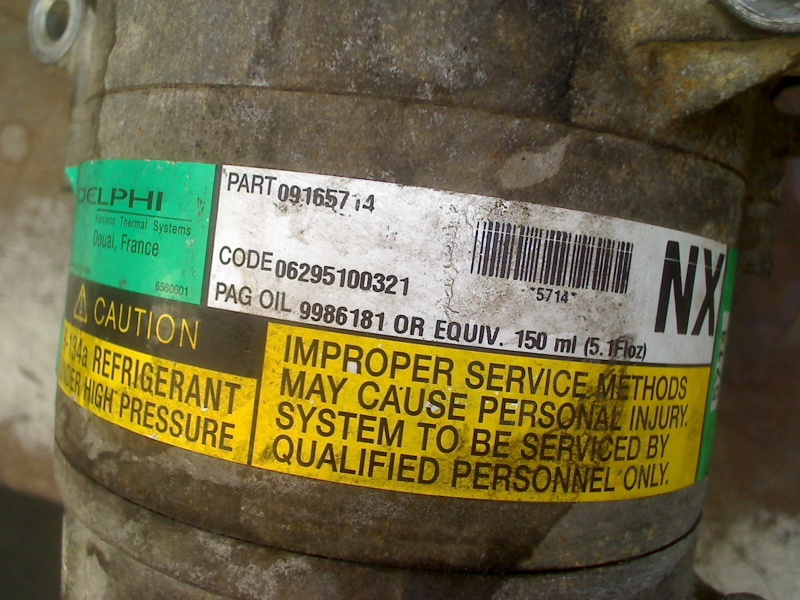 DELPHI
Harrison Thermal Systems
Douai, France
6560601
PART 09165714
CODE 06295100321
PAG OIL 9986181 OR EQUIV. 150 ml (5.1Floz)
*5714*
NX
CAUTION
R-134a REFRIGERANT
UNDER HIGH PRESSURE
IMPROPER SERVICE METHODS
MAY CAUSE PERSONAL INJURY.
SYSTEM TO BE SERVICED BY
QUALIFIED PERSONNEL ONLY.